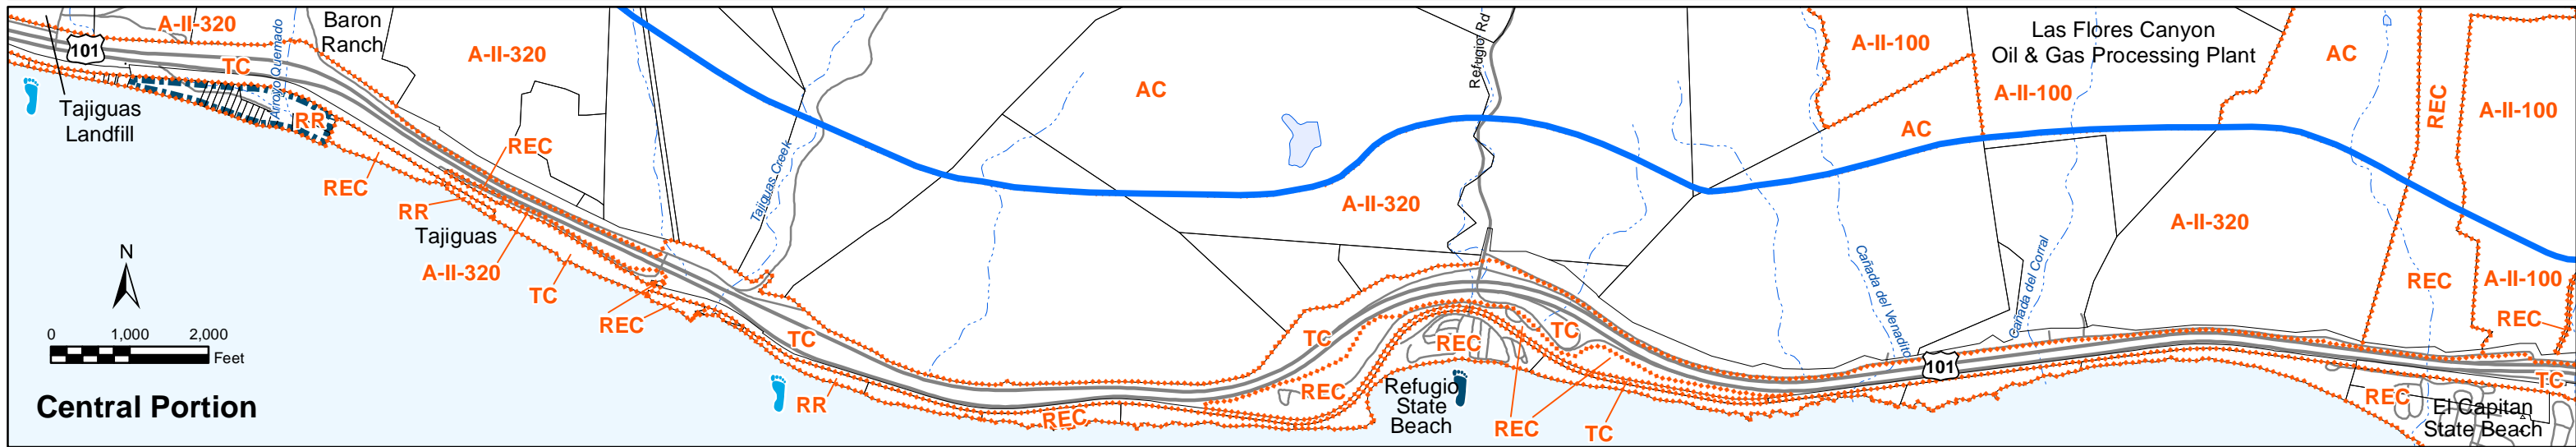 A-II-320
Baron
Ranch
101
TC
Arroyo Quemado
Tajiguas
Landfill
RR
REC
A-II-320
REC
RR
Tajiguas
A-II-320
TC
REC
Tajiguas Creek
TC
RR
REC
AC
Refugio Rd
A-II-320
TC
REC
REC
TC
Refugio
State
Beach
REC
TC
A-II-100
Las Flores Canyon
Oil & Gas Processing Plant
A-II-100
AC
AC
REC
A-II-100
A-II-320
Cañada del Venadito
Cañada del Corral
101
REC
A-II-100
REC
TC
REC
El Capitan
State Beach
N
0 1,000 2,000
Feet
Central Portion